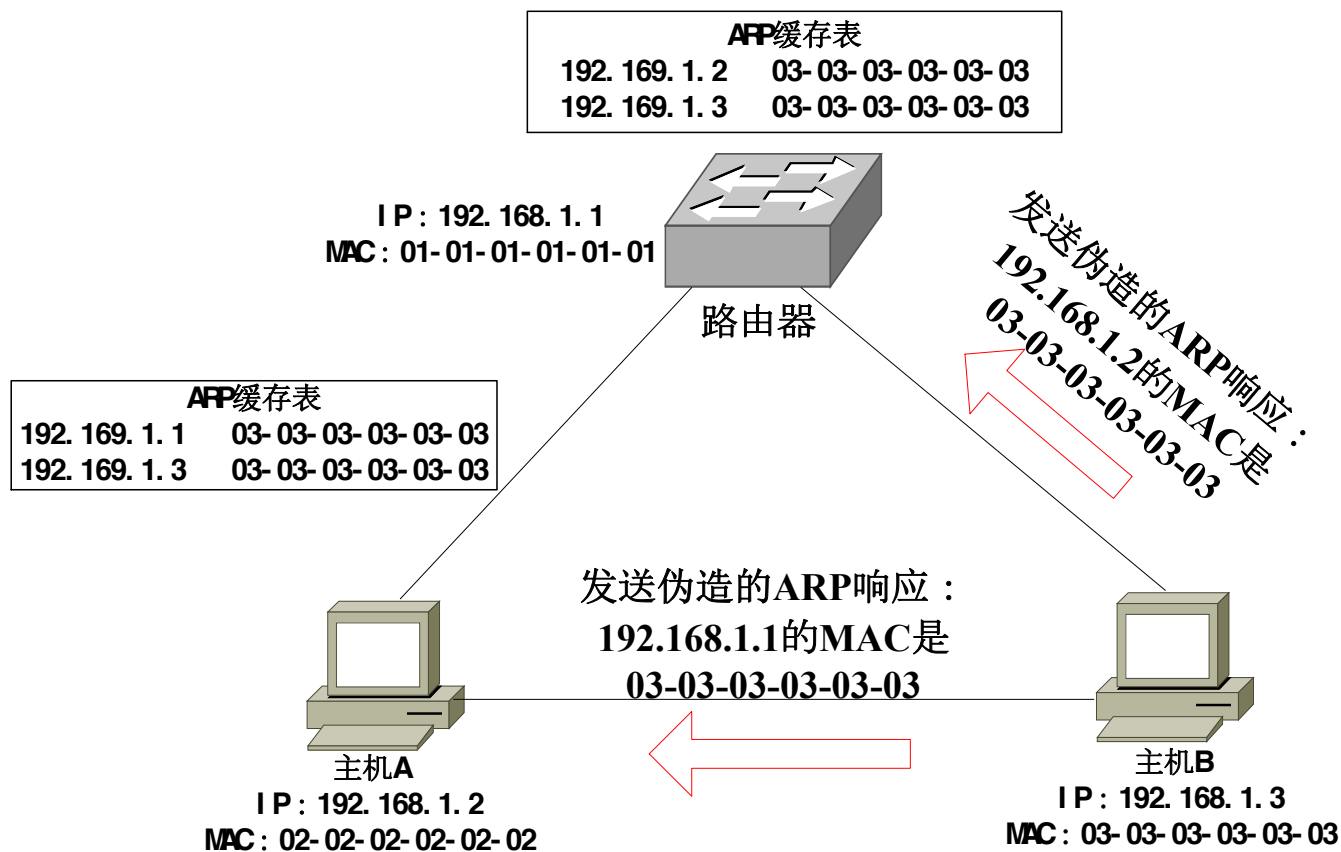 ARP缓存表
192. 169. 1. 2 03- 03- 03- 03- 03- 03
192. 169. 1. 3 03- 03- 03- 03- 03- 03
IP: 192. 168. 1. 1
MAC: 01- 01- 01- 01- 01- 01
路由器
发送伪造的ARP响应：
192.168.1.2的MAC是
03-03-03-03-03-03
ARP缓存表
192. 169. 1. 1 03- 03- 03- 03- 03- 03
192. 169. 1. 3 03- 03- 03- 03- 03- 03
发送伪造的ARP响应：
192.168.1.1的MAC是
03-03-03-03-03-03
主机A
IP: 192. 168. 1. 2
MAC: 02- 02- 02- 02- 02- 02
主机B
IP: 192. 168. 1. 3
MAC: 03- 03- 03- 03- 03- 03